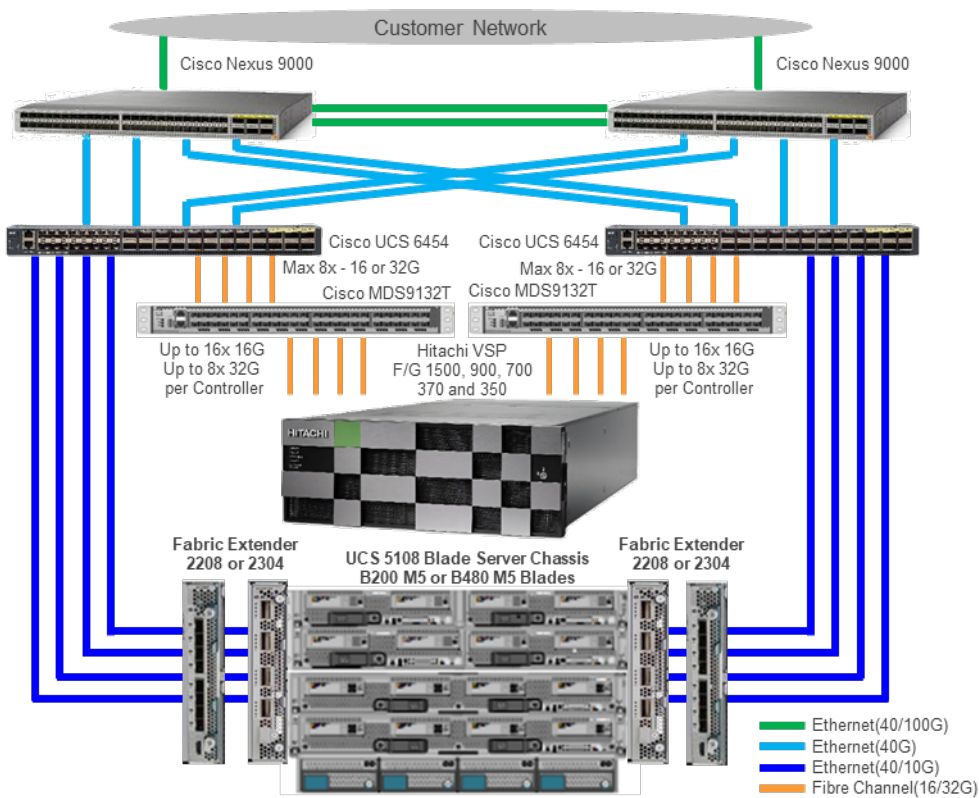 Customer Network
Cisco Nexus 9000
Cisco Nexus 9000
Cisco UCS 6454
Cisco UCS 6454
Max 8x - 16 or 32G
Max 8x - 16 or 32G
Cisco MDS9132T
Cisco MDS9132T
Up to 16x 16G
Up to 8x 32G
per Controller
Hitachi VSP
F/G 1500, 900, 700
370 and 350
Up to 16x 16G
Up to 8x 32G
per Controller
HITACHI
Fabric Extender
2208 or 2304
UCS 5108 Blade Server Chassis
B200 M5 or B480 M5 Blades
Fabric Extender
2208 or 2304
Ethernet(40/100G)
Ethernet(40G)
Ethernet(40/10G)
Fibre Channel(16/32G)